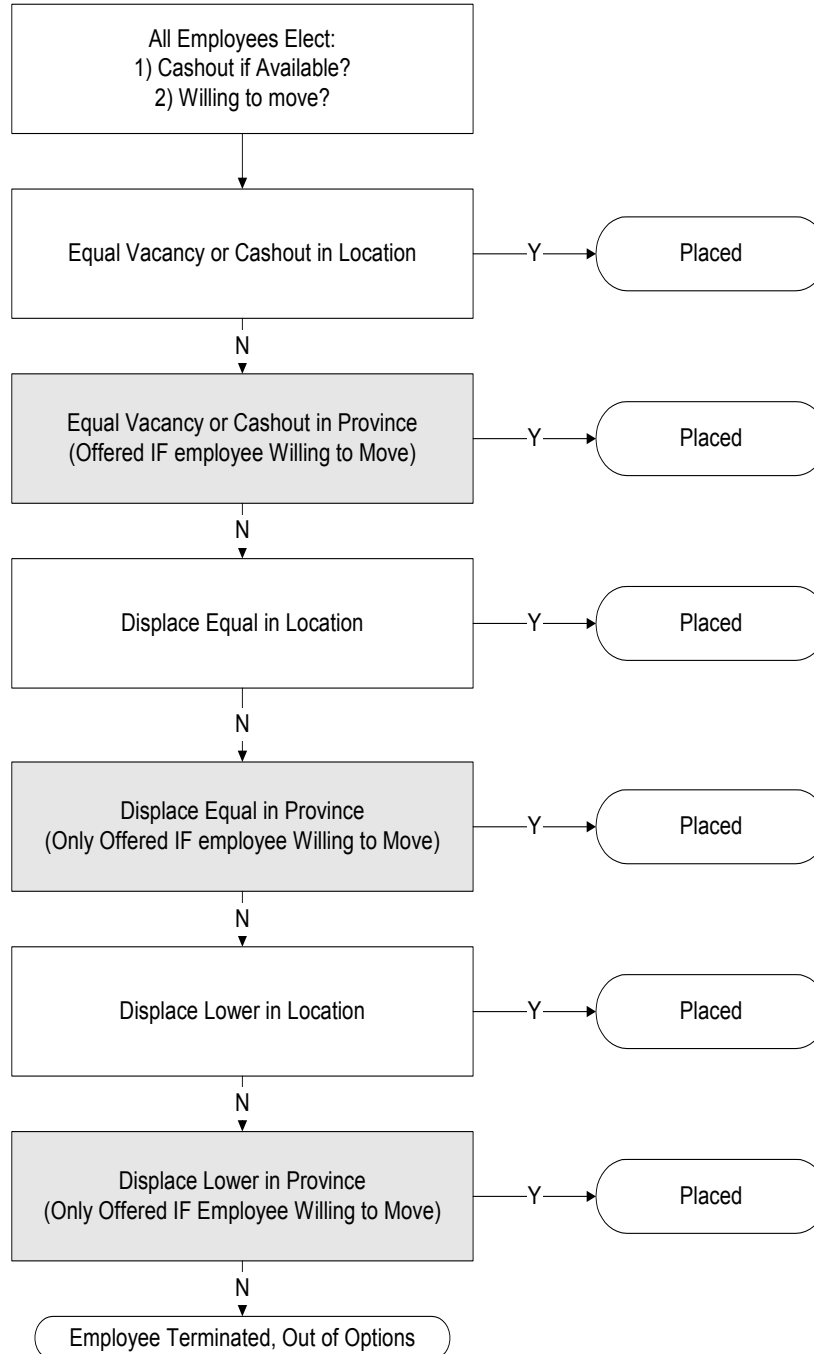 All Employees Elect:
1) Cashout if Available?
2) Willing to move?
Equal Vacancy or Cashout in Location
Y
Placed
N
Equal Vacancy or Cashout in Province
(Offered IF employee Willing to Move)
Y
Placed
N
Displace Equal in Location
Y
Placed
N
Displace Equal in Province
(Only Offered IF employee Willing to Move)
Y
Placed
N
Displace Lower in Location
Y
Placed
N
Displace Lower in Province
(Only Offered IF Employee Willing to Move)
Y
Placed
N
Employee Terminated, Out of Options